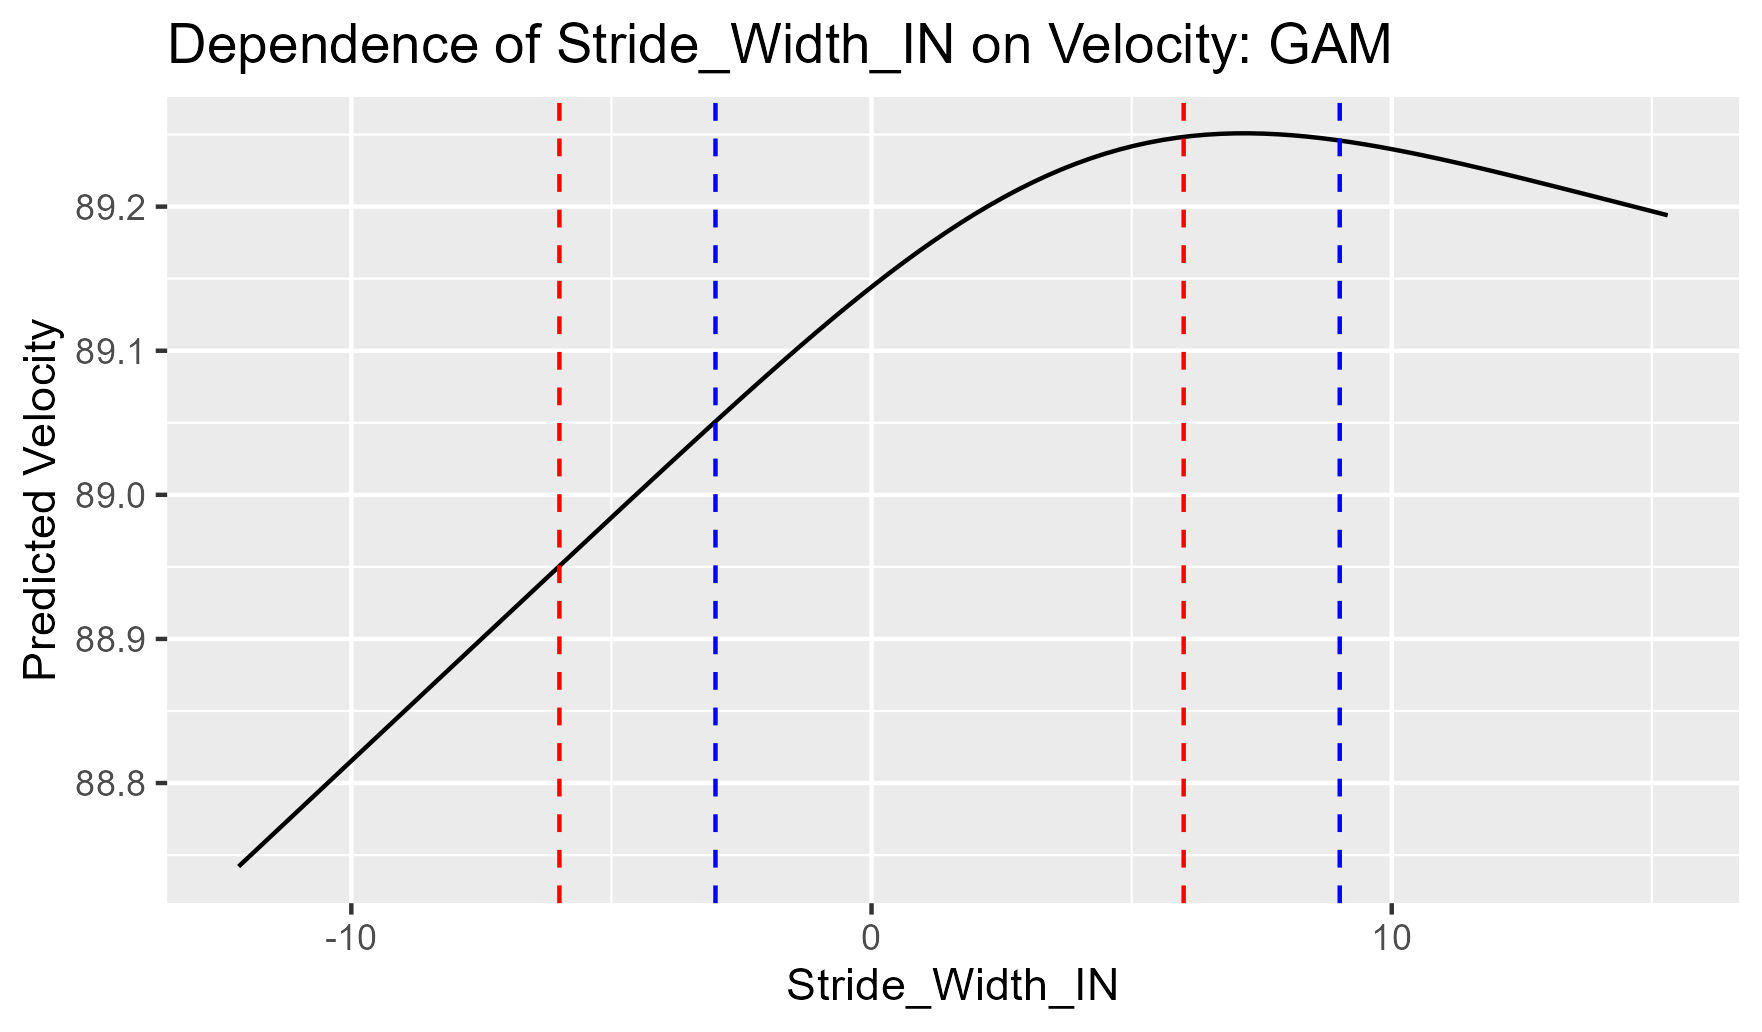 Dependence of Stride_Width_IN on Velocity: GAM
Predicted Velocity
89.2
89.1
89.0
88.9
88.8
-10 0 10
Stride_Width_IN